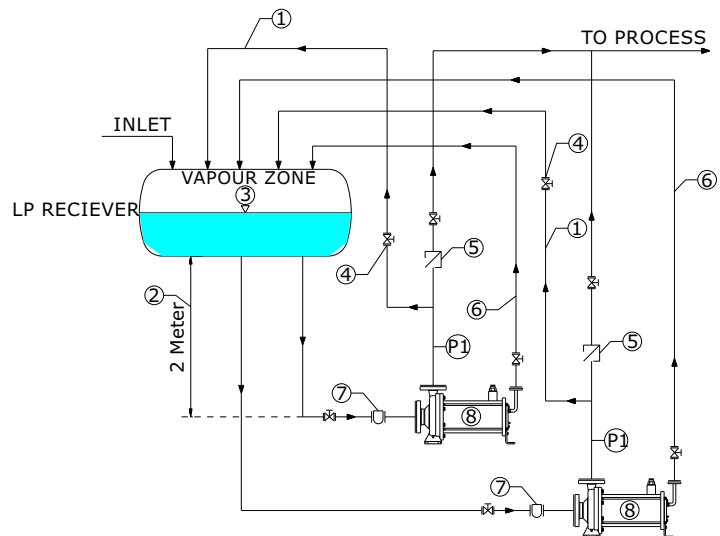 1
TO PROCESS
INLET
VAPOUR ZONE
3
LP RECIEVER
4
6
5
1
4
2
2 Meter
6
5
P1
7
8
P1
7
8